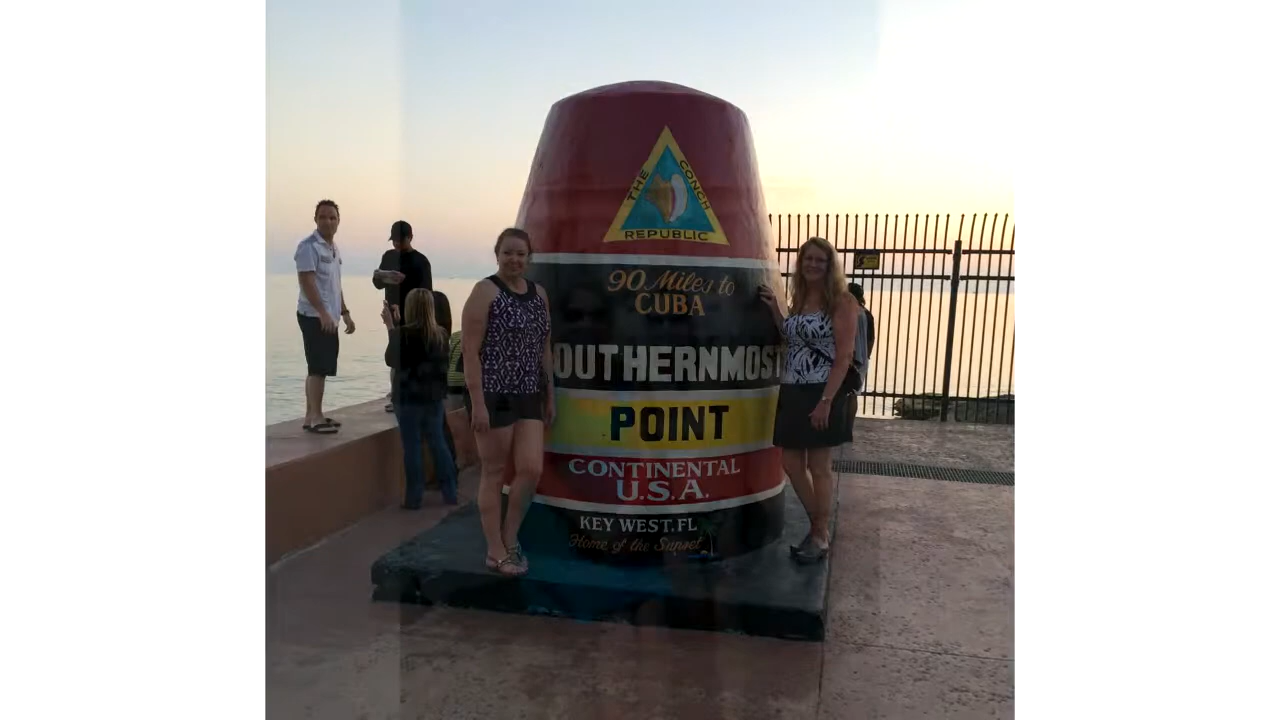 THE CONCH
REPUBLIC
90 Miles to
CUBA
OUTHERNMOST
POINT
CONTINENTAL
U.S.A.
KEY WEST, FL
Home of the Sunset